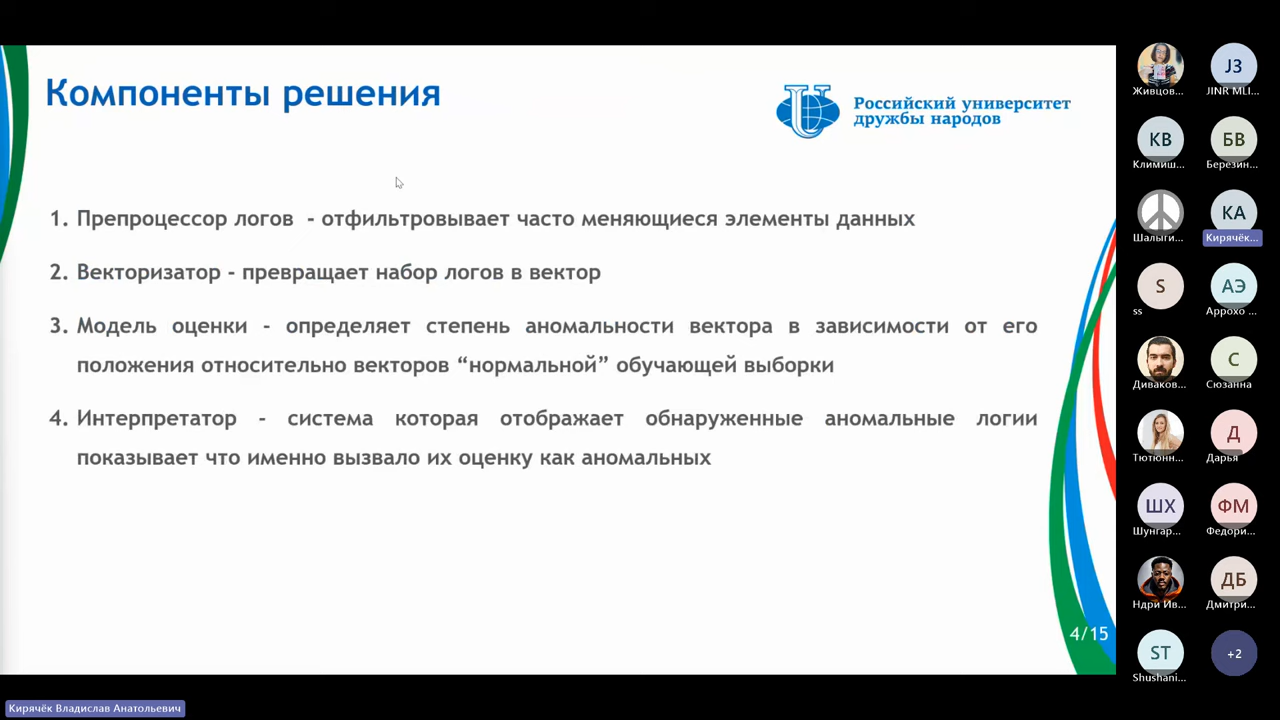 Компоненты решения
Российский университет
дружбы народов
1. Препроцессор логов - отфильтровывает часто меняющиеся элементы данных
2. Векторизатор - превращает набор логов в вектор
3. Модель оценки - определяет степень аномальности вектора в зависимости от его
положения относительно векторов “нормальной” обучающей выборки
4. Интерпретатор - система которая отображает обнаруженные аномальные логии
показывает что именно вызвало их оценку как аномальных
4/15
Живцов...
JЗ
JINR MLI...
КВ
Климиш...
БВ
Березин...
Шалыги...
КА
Кирячёк...
S
ss
АЭ
Аррохо ...
Диваков...
С
Сюзанна
Тютюнн...
Д
Дарья
ШХ
Шунгар...
ФМ
Федори...
Ндри Ив...
ДБ
Дмитри...
ST
Shushani...
+2
Кирячёк Владислав Анатольевич